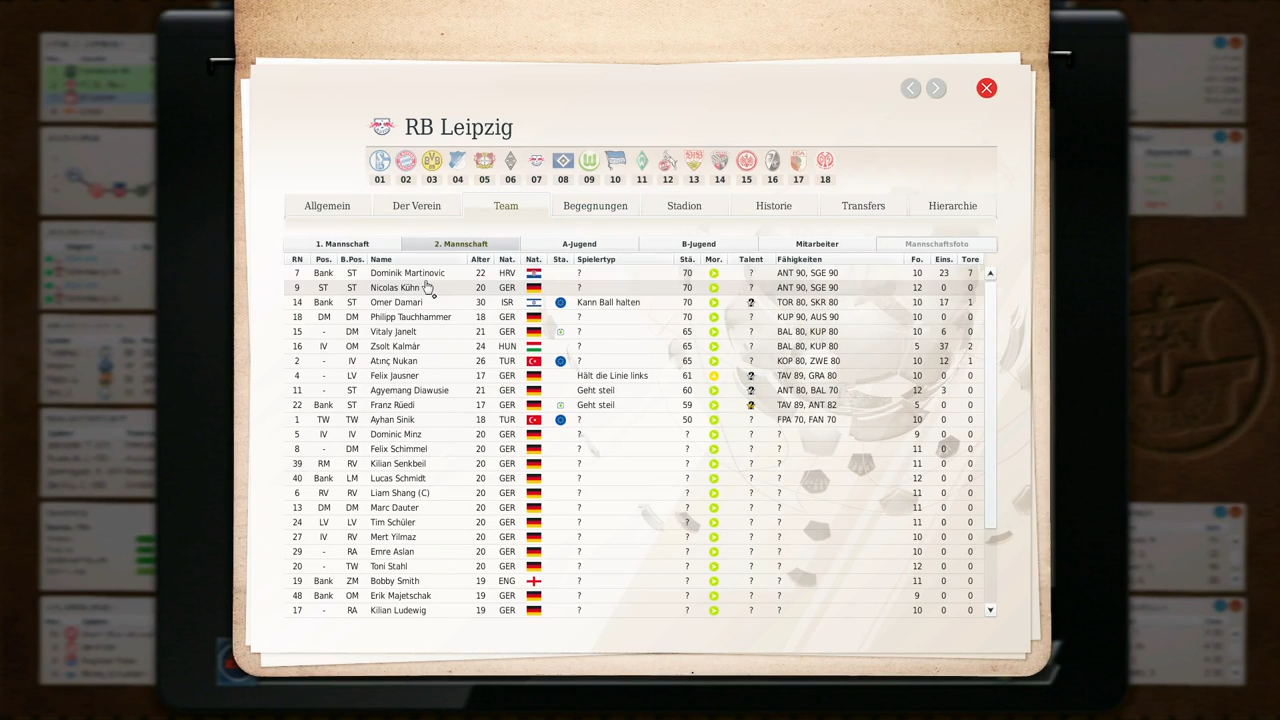 RB Leipzig
01 02 03 04 05 06 07 08 09 10 11 12 13 14 15 16 17 18
Allgemein Der Verein Team Begegnungen Stadion Historie Transfers Hierarchie
1. Mannschaft 2. Mannschaft A-Jugend B-Jugend Mitarbeiter Mannschaftsfoto
RN Pos. B.Pos. Name Alter Nat. Nat. Sta. Spielertyp Stä. Mor. Talent Fähigkeiten Fo. Eins. Tore
7 Bank ST Dominik Martinovic 22 HRV ? 70 ? ANT 90, SGE 90 10 23 7
9 ST ST Nicolas Kühn 20 GER ? 70 ? ANT 90, SGE 90 12 0 0
14 Bank ST Omer Damari 30 ISR Kann Ball halten 70 ? TOR 80, SKR 80 10 17 1
18 DM DM Philipp Tauchhammer 18 GER ? 70 ? KUP 90, AUS 90 10 0 0
15 - DM Vitaly Janelt 21 GER ? 65 ? BAL 80, KUP 80 10 6 0
16 IV OM Zsolt Kalmár 24 HUN ? 65 ? BAL 80, KUP 80 5 37 2
2 - IV Atınç Nukan 26 TUR ? 65 ? KOP 80, ZWE 80 10 12 1
4 - LV Felix Jausner 17 GER Hält die Linie links 61 ? TAV 89, GRA 80 10 0 0
11 - ST Agyemang Diawusie 21 GER Geht steil 60 ? ANT 80, BAL 70 12 3 0
22 Bank ST Franz Rüedi 17 GER Geht steil 59 ? TAV 89, ANT 82 5 0 0
1 TW TW Ayhan Sinik 18 TUR ? 50 ? FPA 70, FAN 70 10 0 0
5 IV IV Dominic Minz 20 GER ? ? ? ? 9 0 0
8 - DM Felix Schimmel 20 GER ? ? ? ? 11 0 0
39 RM RV Kilian Senkbeil 20 GER ? ? ? ? 11 0 0
40 Bank LM Lucas Schmidt 20 GER ? ? ? ? 12 0 0
6 RV RV Liam Shang (C) 20 GER ? ? ? ? 11 0 0
13 DM DM Marc Dauter 20 GER ? ? ? ? 11 0 0
24 LV LV Tim Schüler 20 GER ? ? ? ? 11 0 0
27 IV RV Mert Yilmaz 20 GER ? ? ? ? 10 0 0
29 - RA Emre Aslan 20 GER ? ? ? ? 10 0 0
20 - TW Toni Stahl 20 GER ? ? ? ? 12 0 0
19 Bank ZM Bobby Smith 19 ENG ? ? ? ? 11 0 0
48 Bank OM Erik Majetschak 19 GER ? ? ? ? 9 0 0
17 - RA Kilian Ludewig 19 GER ? ? ? ? 10 0 0